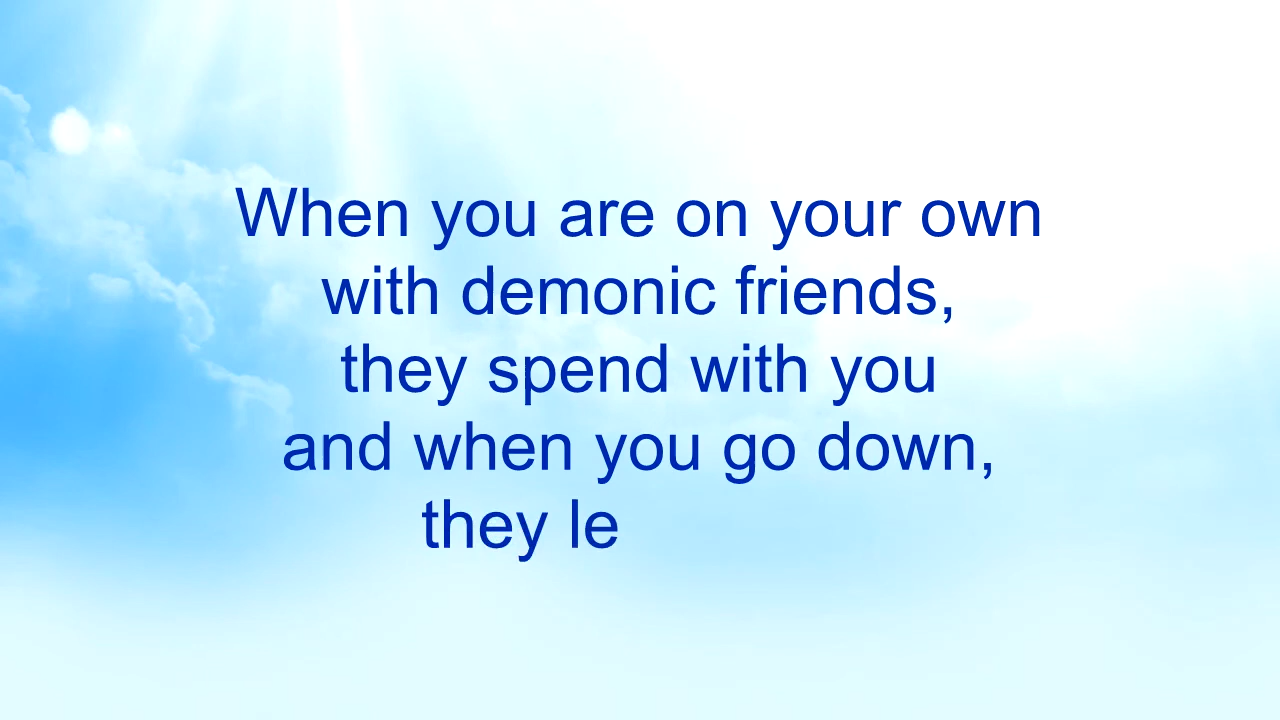 When you are on your own
with demonic friends,
they spend with you
and when you go down,
they le